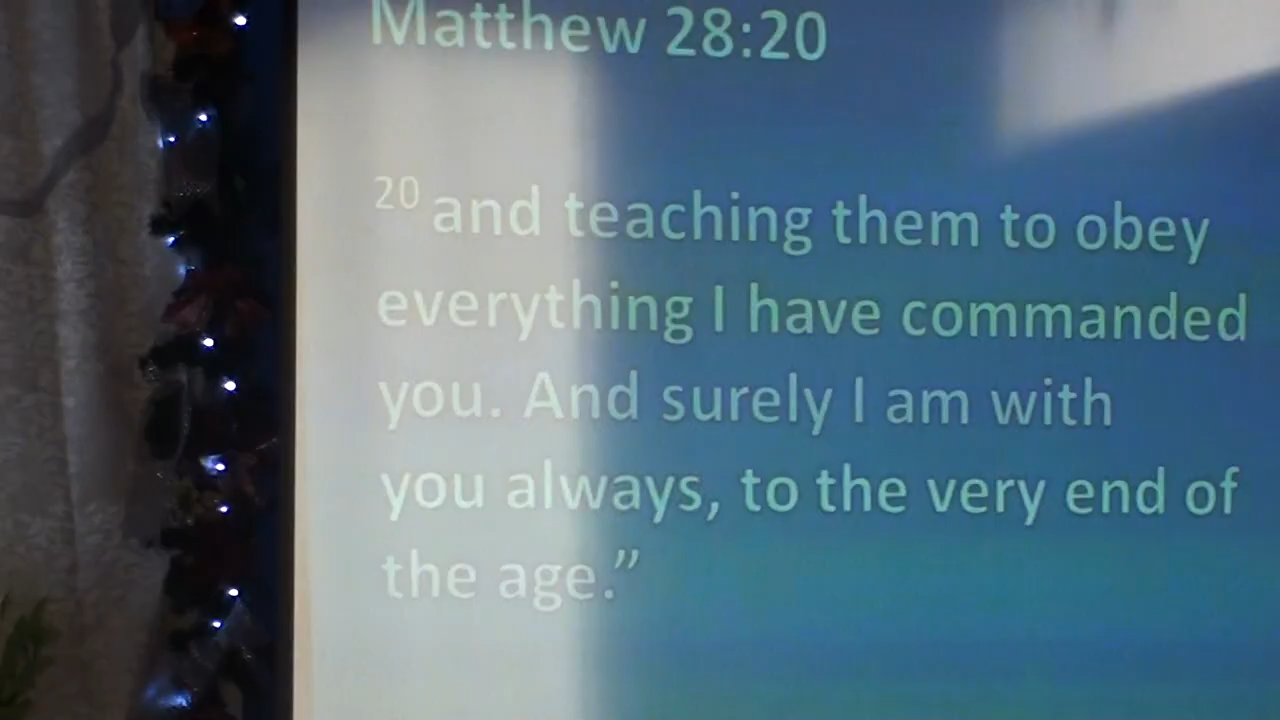 Matthew 28:20
20 and teaching them to obey
everything I have commanded
you. And surely I am with
you always, to the very end of
the age.”